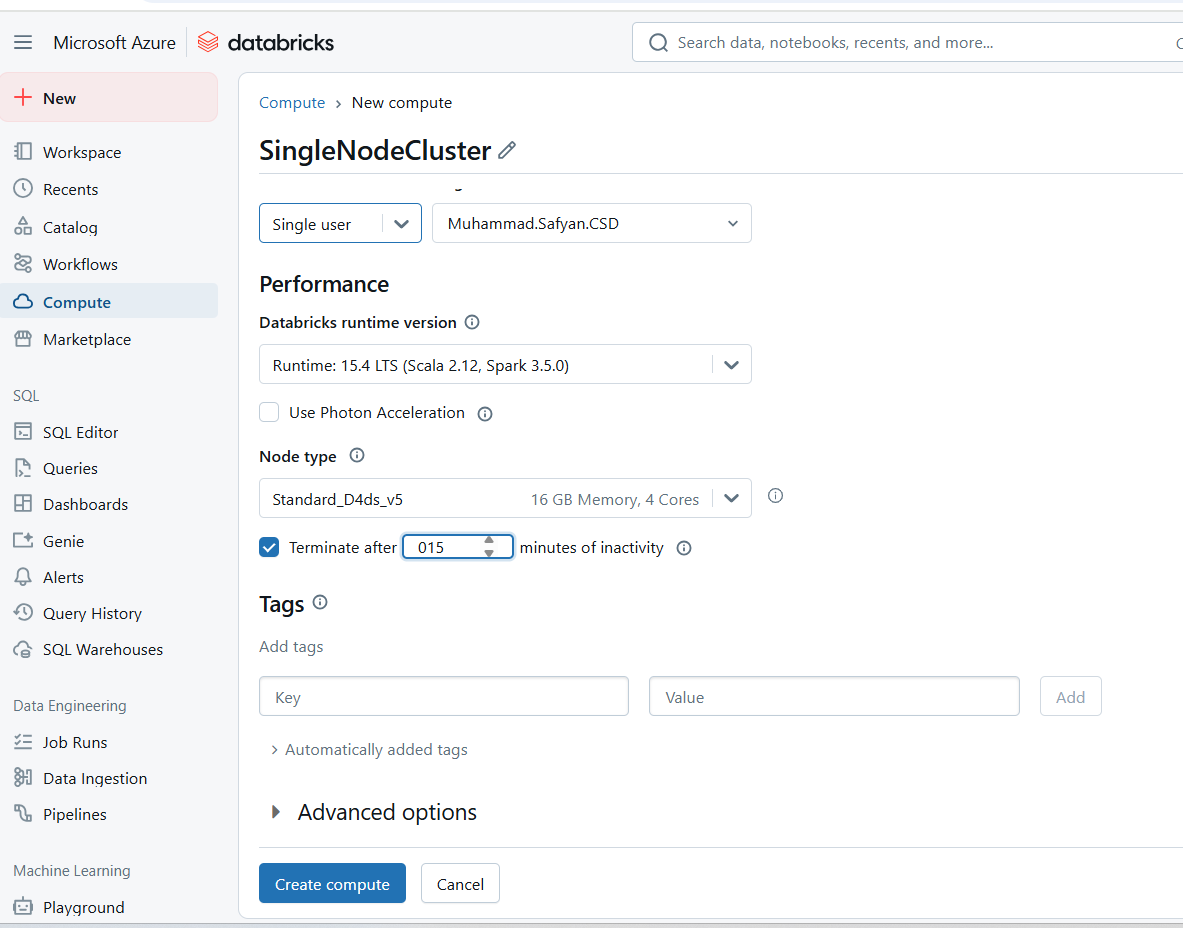 Microsoft Azure databricks
Search data, notebooks, recents, and more...
New
Workspace
Recents
Catalog
Workflows
Compute
Marketplace
SQL
SQL Editor
Queries
Dashboards
Genie
Alerts
Query History
SQL Warehouses
Data Engineering
Job Runs
Data Ingestion
Pipelines
Machine Learning
Playground
Compute > New compute
SingleNodeCluster
Single user Muhammad.Safyan.CSD
Performance
Databricks runtime version
Runtime: 15.4 LTS (Scala 2.12, Spark 3.5.0)
Use Photon Acceleration
Node type
Standard_D4ds_v5 16 GB Memory, 4 Cores
Terminate after 015 minutes of inactivity
Tags
Add tags
Key Value Add
Automatically added tags
Advanced options
Create compute Cancel